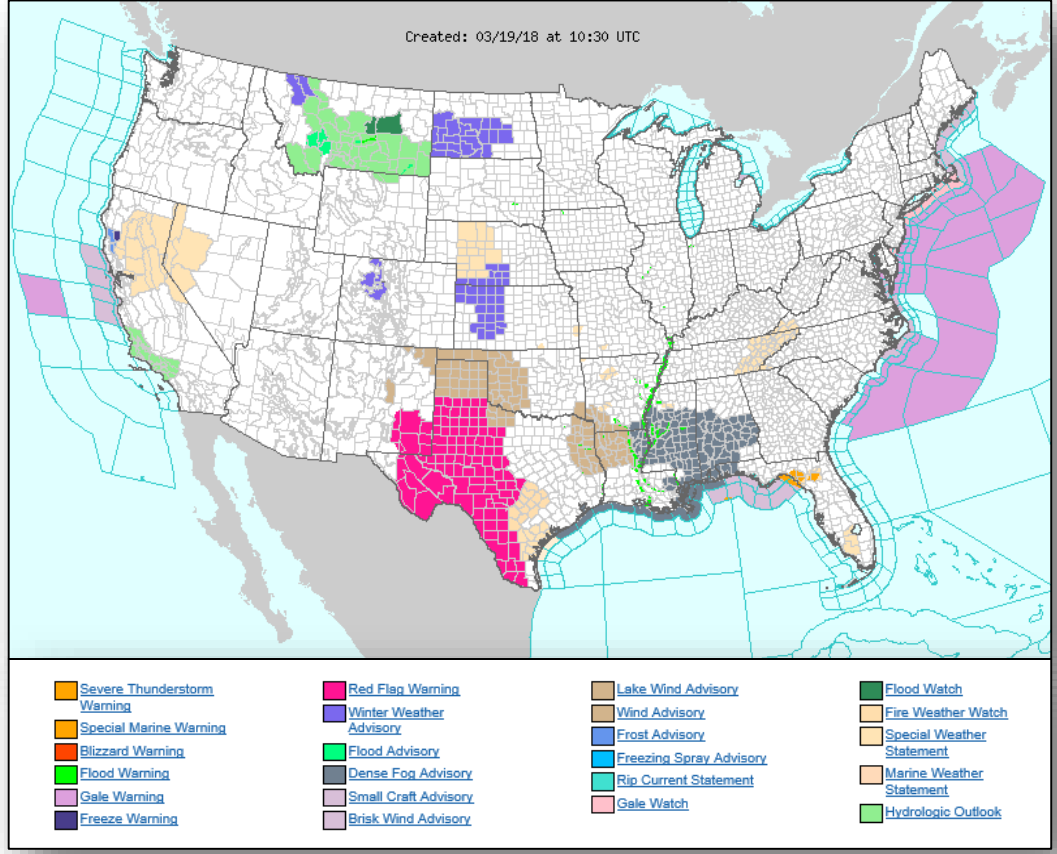 Created: 03/19/18 at 10:30 UTC
Severe Thunderstorm
Warning
Special Marine Warning
Blizzard Warning
Flood Warning
Gale Warning
Freeze Warning
Red Flag Warning
Winter Weather
Advisory
Flood Advisory
Dense Fog Advisory
Small Craft Advisory
Brisk Wind Advisory
Lake Wind Advisory
Wind Advisory
Frost Advisory
Freezing Spray Advisory
Rip Current Statement
Gale Watch
Flood Watch
Fire Weather Watch
Special Weather
Statement
Marine Weather
Statement
Hydrologic Outlook